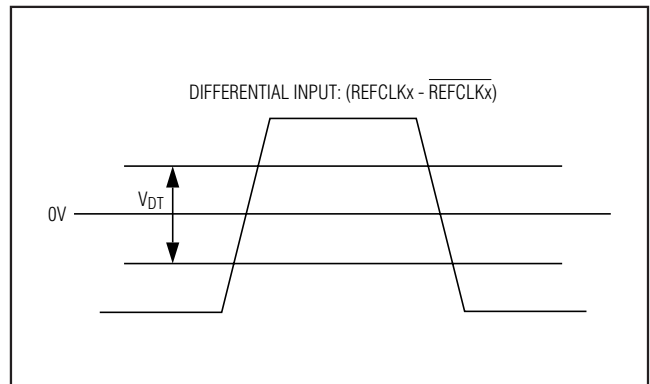 DIFFERENTIAL INPUT: (REFCLKx - REFCLKx)
VDT
0V